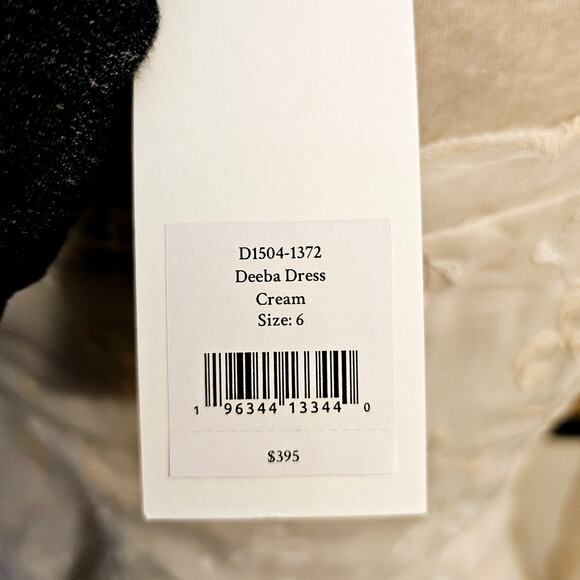 D1504-1372
Deeba Dress
Cream
Size: 6
1 96344 13344 0
$395